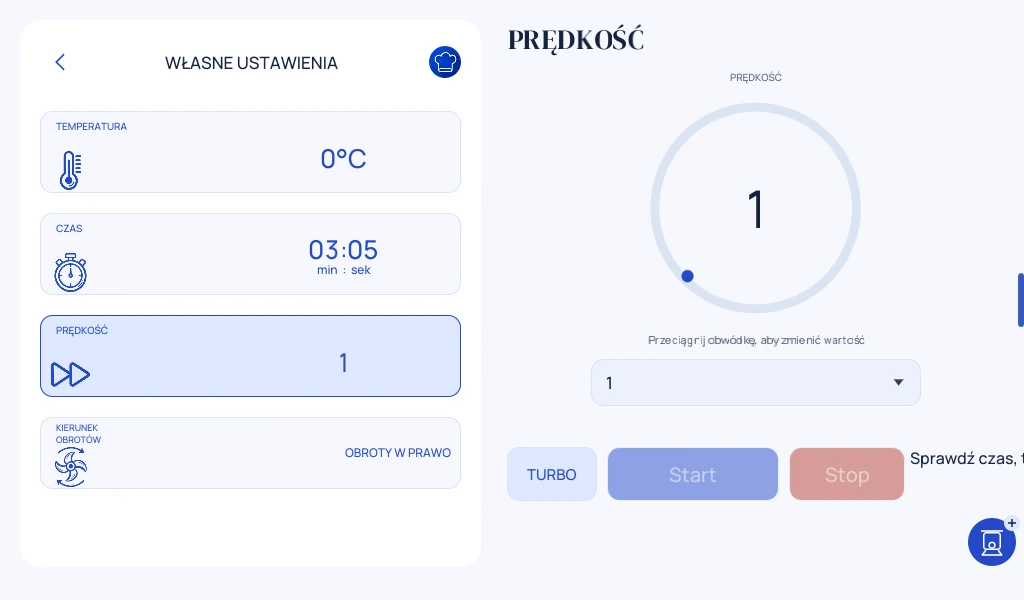 WŁASNE USTAWIENIA
TEMPERATURA
0°C
CZAS
03:05
min : sek
PRĘDKOŚĆ
1
KIERUNEK
OBROTÓW
OBROTY W PRAWO
PRĘDKOŚĆ
PRĘDKOŚĆ
1
Przeciągnij obwódkę, aby zmienić wartość
1
TURBO
Start
Stop
Sprawdź czas, t